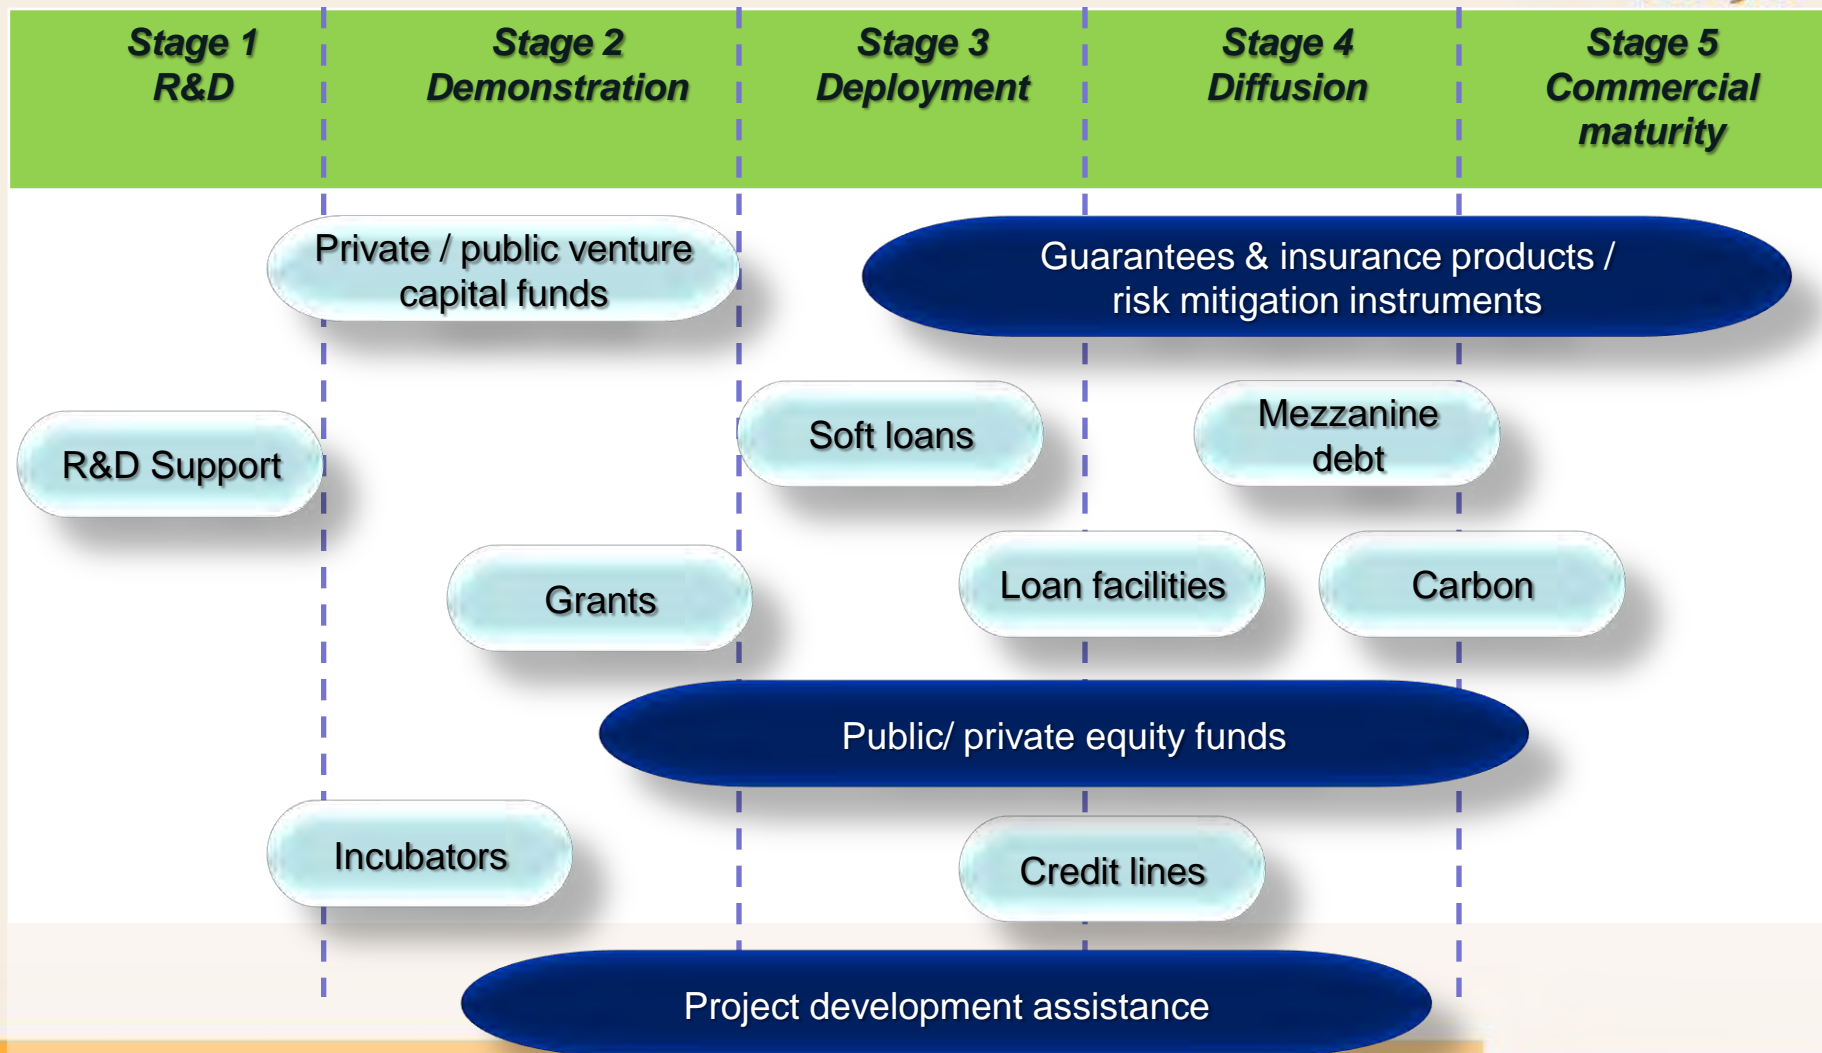 Stage 1
R&D
Stage 2
Demonstration
Stage 3
Deployment
Stage 4
Diffusion
Stage 5
Commercial
maturity
Private / public venture
capital funds
Guarantees & insurance products /
risk mitigation instruments
R&D Support
Soft loans
Mezzanine
debt
Grants
Loan facilities
Carbon
Public/ private equity funds
Incubators
Credit lines
Project development assistance